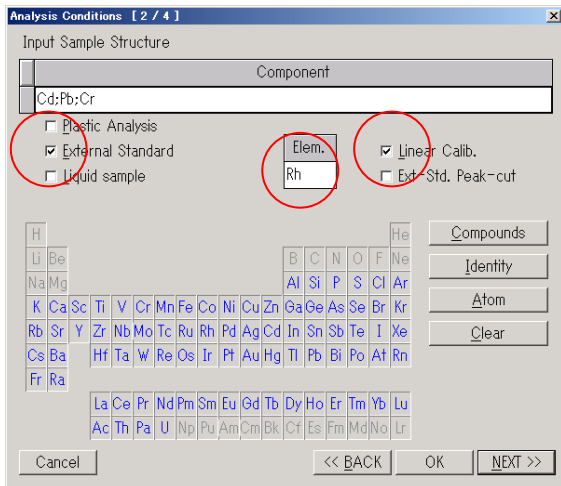 Analysis Conditions [ 2 / 4 ]
Input Sample Structure
Component
Cd;Pb;Cr
Plastic Analysis
External Standard
Liquid sample
Elem.
Rh
Linear Calib.
Ext-Std. Peak-cut
H He
Li Be B C N O F Ne
Na Mg Al Si P S Cl Ar
K Ca Sc Ti V Cr Mn Fe Co Ni Cu Zn Ga Ge As Se Br Kr
Rb Sr Y Zr Nb Mo Tc Ru Rh Pd Ag Cd In Sn Sb Te I Xe
Cs Ba Hf Ta W Re Os Ir Pt Au Hg Tl Pb Bi Po At Rn
Fr Ra
La Ce Pr Nd Pm Sm Eu Gd Tb Dy Ho Er Tm Yb Lu
Ac Th Pa U Np Pu Am Cm Bk Cf Es Fm Md No Lr
Compounds
Identity
Atom
Clear
Cancel
<< BACK
OK
NEXT >>